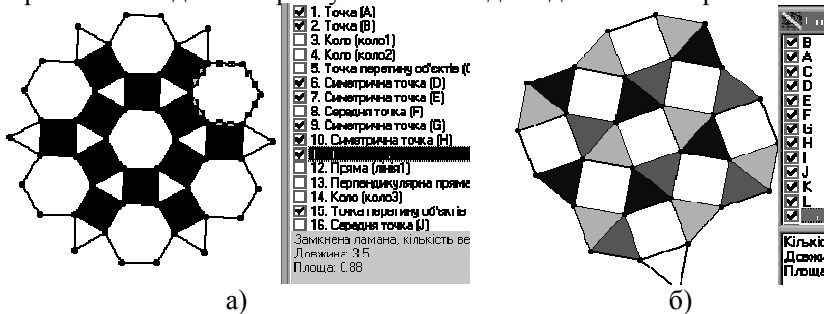 1. Точка (A)
2. Точка (B)
3. Коло (коло1)
4. Коло (коло2)
5. Точка перетину об'єктів (
6. Симетрична точка (D)
7. Симетрична точка (E)
8. Середня точка (F)
9. Симетрична точка (G)
10. Симетрична точка (H)
12. Пряма (лінія1)
13. Перпендикулярна пряма
14. Коло (коло3)
15. Точка перетину об'єктів
16. Середня точка (J)
Замкнена ламана, кількість ве
Довжина: 3.5
Площа: 0.88
а)
B
A
C
D
E
F
G
H
I
J
K
L
Кількіс
Довжи
Площа
б)